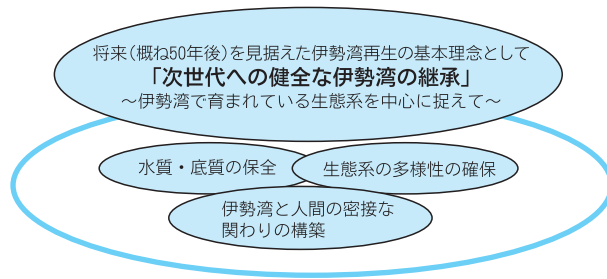 将来(概ね50年後)を見据えた伊勢湾再生の基本理念として
「次世代への健全な伊勢湾の継承」
～伊勢湾で育まれている生態系を中心に捉えて～
水質・底質の保全
生態系の多様性の確保
伊勢湾と人間の密接な
関わりの構築